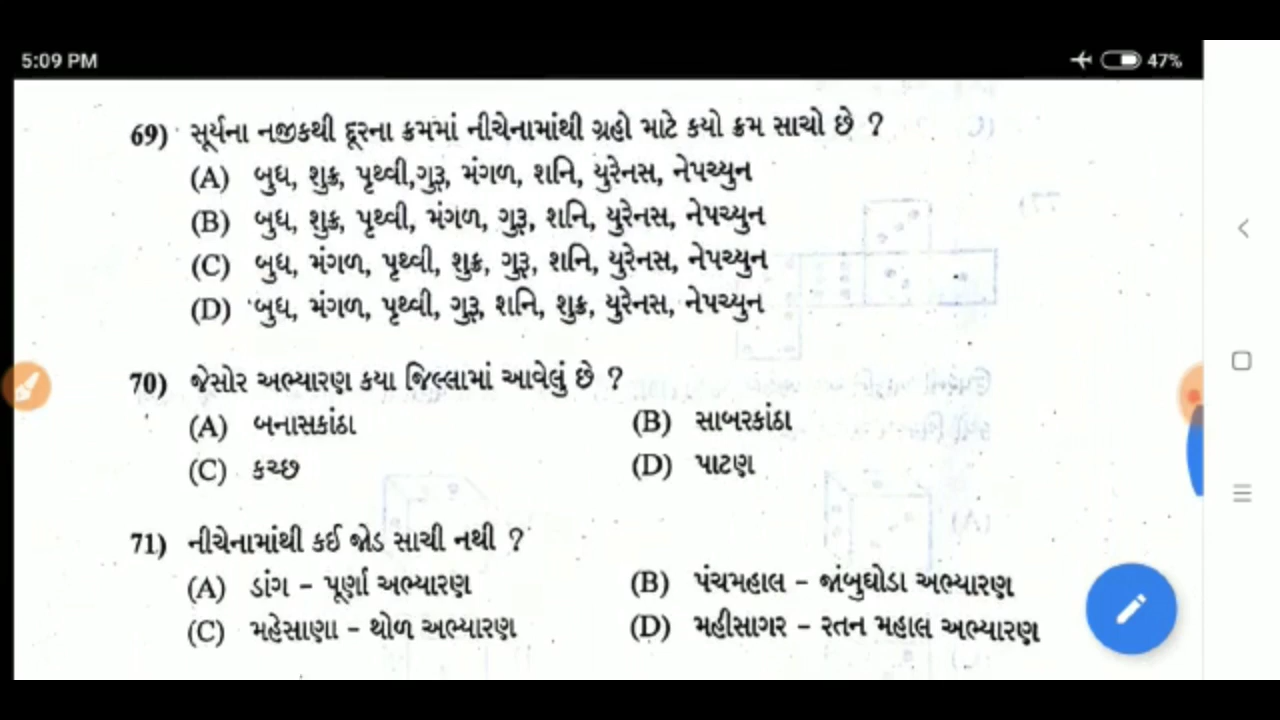 5:09 PM 47%
69) સૂર્યના નજીકથી દૂરના ક્રમમાં નીચેનામાંથી ગ્રહો માટે કયો ક્રમ સાચો છે ?
(A) બુધ, શુક્ર, પૃથ્વી,ગુરૂ, મંગળ, શનિ, યુરેનસ, નેપચ્યુન
(B) બુધ, શુક્ર, પૃથ્વી, મંગળ, ગુરૂ, શનિ, યુરેનસ, નેપચ્યુન
(C) બુધ, મંગળ, પૃથ્વી, શુક્ર, ગુરૂ, શનિ, યુરેનસ, નેપચ્યુન
(D) બુધ, મંગળ, પૃથ્વી, ગુરૂ, શનિ, શુક્ર, યુરેનસ, નેપચ્યુન
70) જેસોર અભ્યારણ કયા જિલ્લામાં આવેલું છે ?
(A) બનાસકાંઠા (B) સાબરકાંઠા
(C) કચ્છ (D) પાટણ
71) નીચેનામાંથી કઈ જોડ સાચી નથી ?
(A) ડાંગ – પૂર્ણા અભ્યારણ (B) પંચમહાલ – જાંબુઘોડા અભ્યારણ
(C) મહેસાણા – થોળ અભ્યારણ (D) મહીસાગર – રતન મહાલ અભ્યારણ